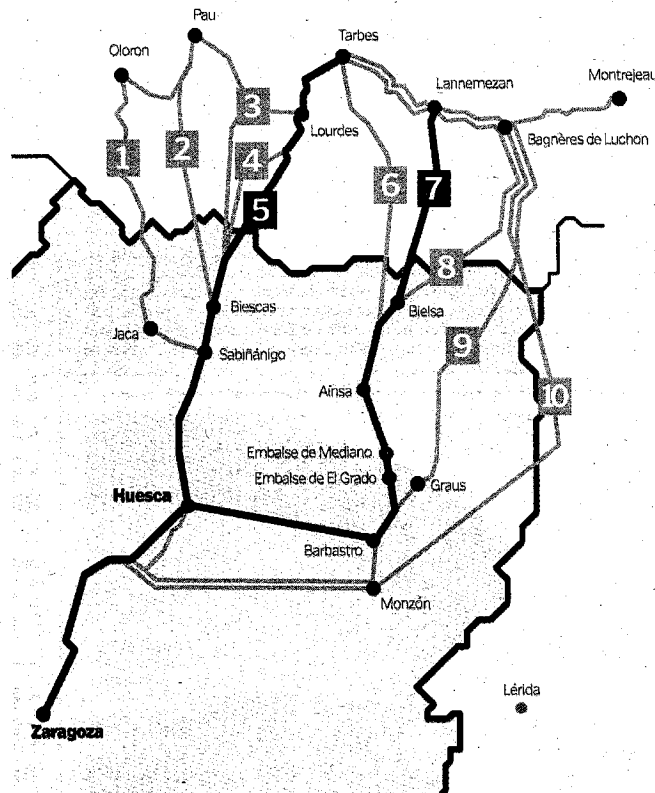 Pau
Oloron
Tarbes
Lannemezan
Montrejeau
Lourdes
Bagnères de Luchon
1
2
3
4
5
6
7
8
9
10
Biescas
Bielsa
Jaca
Sabiñánigo
Aínsa
Embalse de Mediano
Embalse de El Grado
Graus
Huesca
Barbastro
Monzón
Lérida
Zaragoza